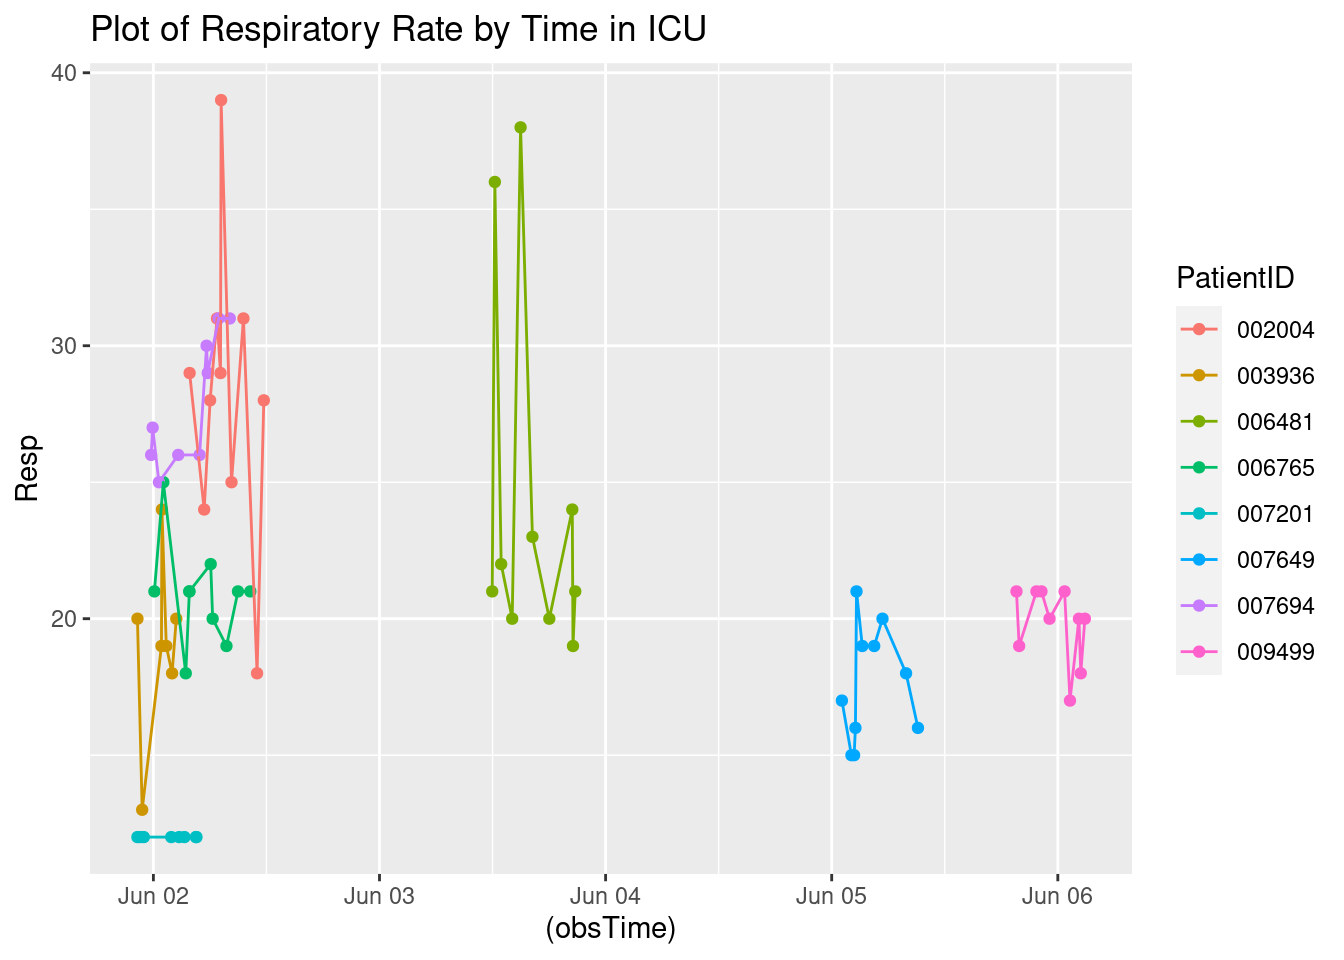 Plot of Respiratory Rate by Time in ICU
40
30
20
Resp
Jun 02
Jun 03
Jun 04
Jun 05
Jun 06
(obsTime)
PatientID
002004
003936
006481
006765
007201
007649
007694
009499